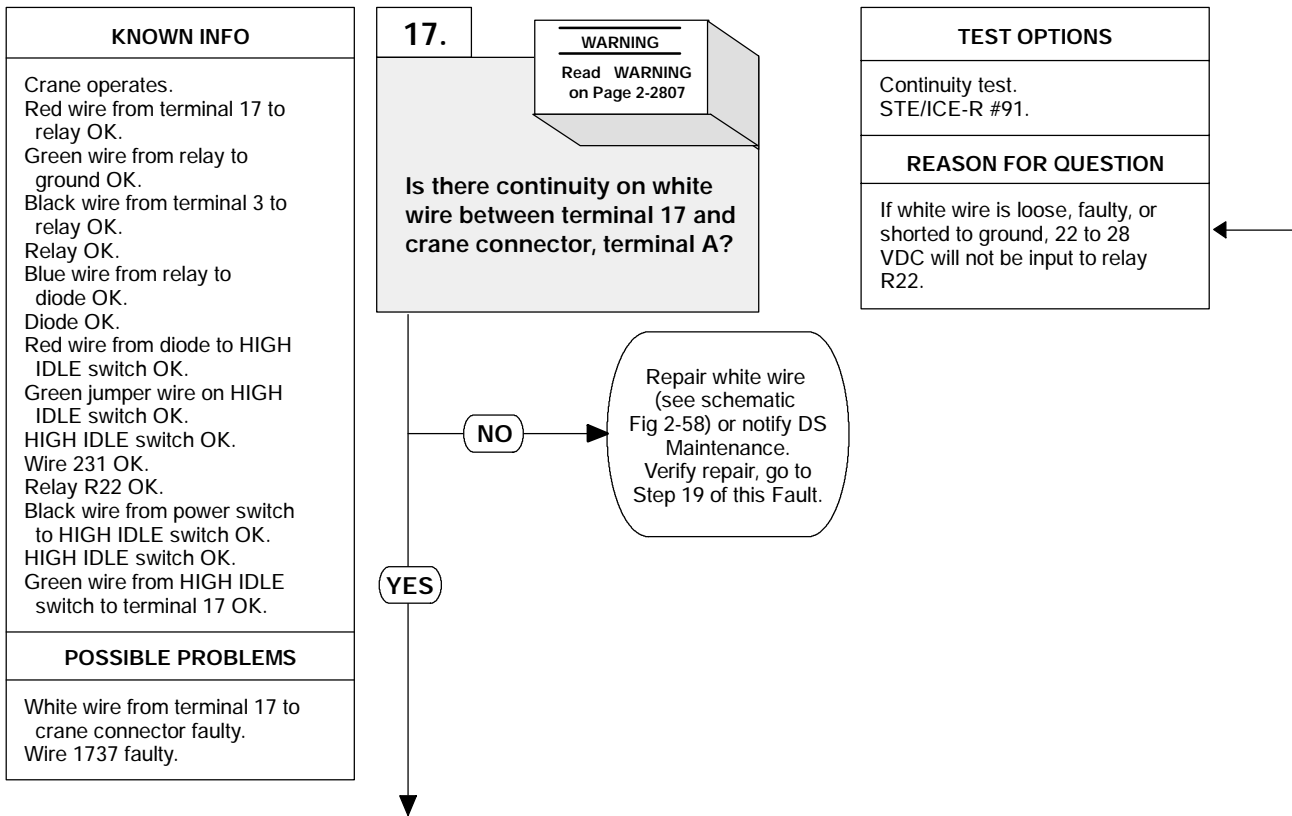 KNOWN INFO
Crane operates.
Red wire from terminal 17 to
relay OK.
Green wire from relay to
ground OK.
Black wire from terminal 3 to
relay OK.
Relay OK.
Blue wire from relay to
diode OK.
Diode OK.
Red wire from diode to HIGH
IDLE switch OK.
Green jumper wire on HIGH
IDLE switch OK.
HIGH IDLE switch OK.
Wire 231 OK.
Relay R22 OK.
Black wire from power switch
to HIGH IDLE switch OK.
HIGH IDLE switch OK.
Green wire from HIGH IDLE
switch to terminal 17 OK.
POSSIBLE PROBLEMS
White wire from terminal 17 to
crane connector faulty.
Wire 1737 faulty.
17.
WARNING
Read WARNING
on Page 2-2807
Is there continuity on white
wire between terminal 17 and
crane connector, terminal A?
NO
Repair white wire
(see schematic
Fig 2-58) or notify DS
Maintenance.
Verify repair, go to
Step 19 of this Fault.
YES
TEST OPTIONS
Continuity test.
STE/ICE-R #91.
REASON FOR QUESTION
If white wire is loose, faulty, or
shorted to ground, 22 to 28
VDC will not be input to relay
R22.